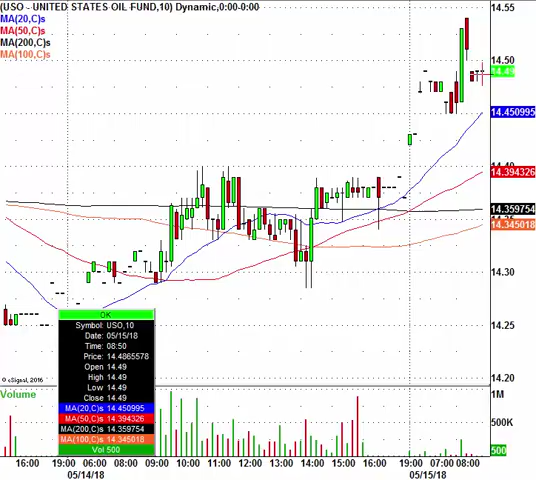 (USO - UNITED STATES OIL FUND,10) Dynamic,0:00-0:00
MA(20,C)s
MA(50,C)s
MA(200,C)s
MA(100,C)s
14.55
14.50
14.49
14.450995
14.40
14.394326
14.359754
14.35
14.345018
14.30
14.25
14.20
OK
Symbol: USO,10
Date: 05/15/18
Time: 08:50
Price: 14.4865578
Open 14.49
High 14.49
Low 14.49
Close 14.49
MA(20,C)s 14.450995
MA(50,C)s 14.394326
MA(200,C)s 14.359754
MA(100,C)s 14.345018
Vol 500
© eSignal, 2016
Volume
1M
500K
500
16:00 19:00 06:00 08:00 09:00 10:00 11:00 12:00 13:00 14:00 15:00 16:00 19:00 07:00 08:00
05/14/18 05/15/18